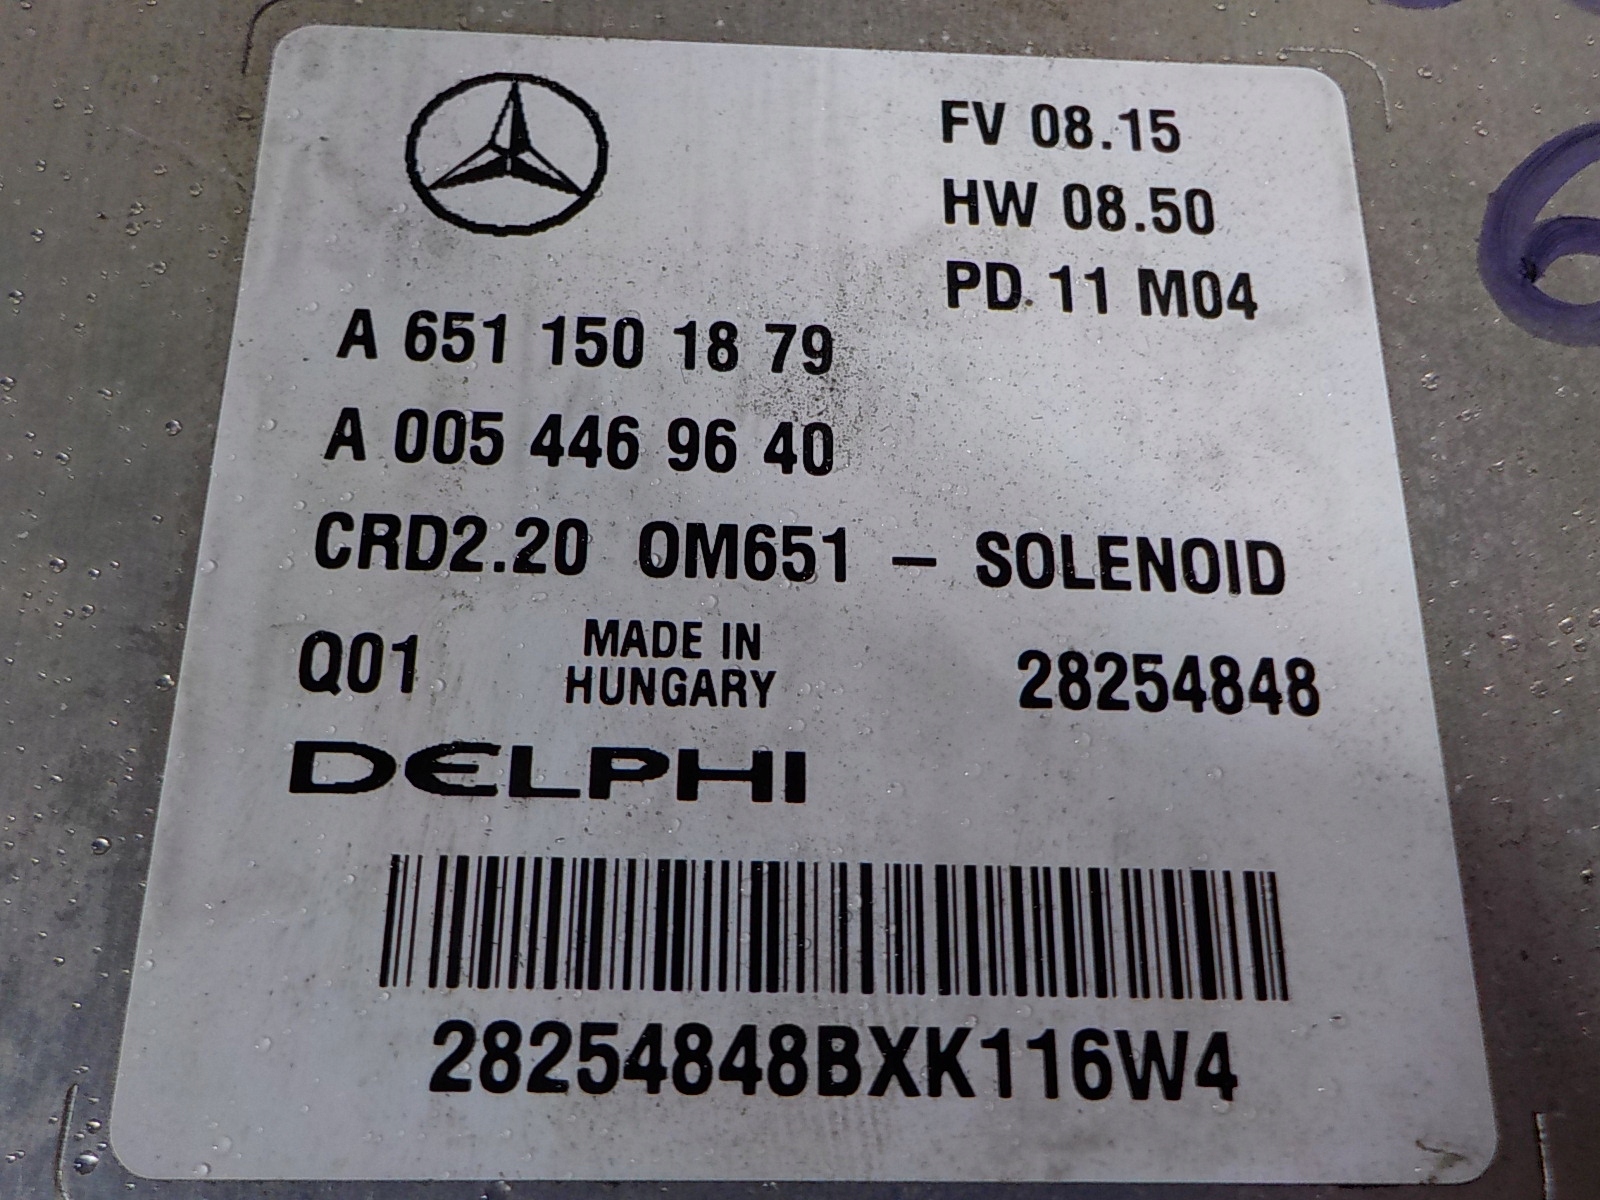 FV 08.15
HW 08.50
PD. 11 M04
A 651 150 18 79
A 005 446 96 40
CRD2.20 OM651 – SOLENOID
Q01
MADE IN
HUNGARY
28254848
DELPHI
28254848BXK116W4
6